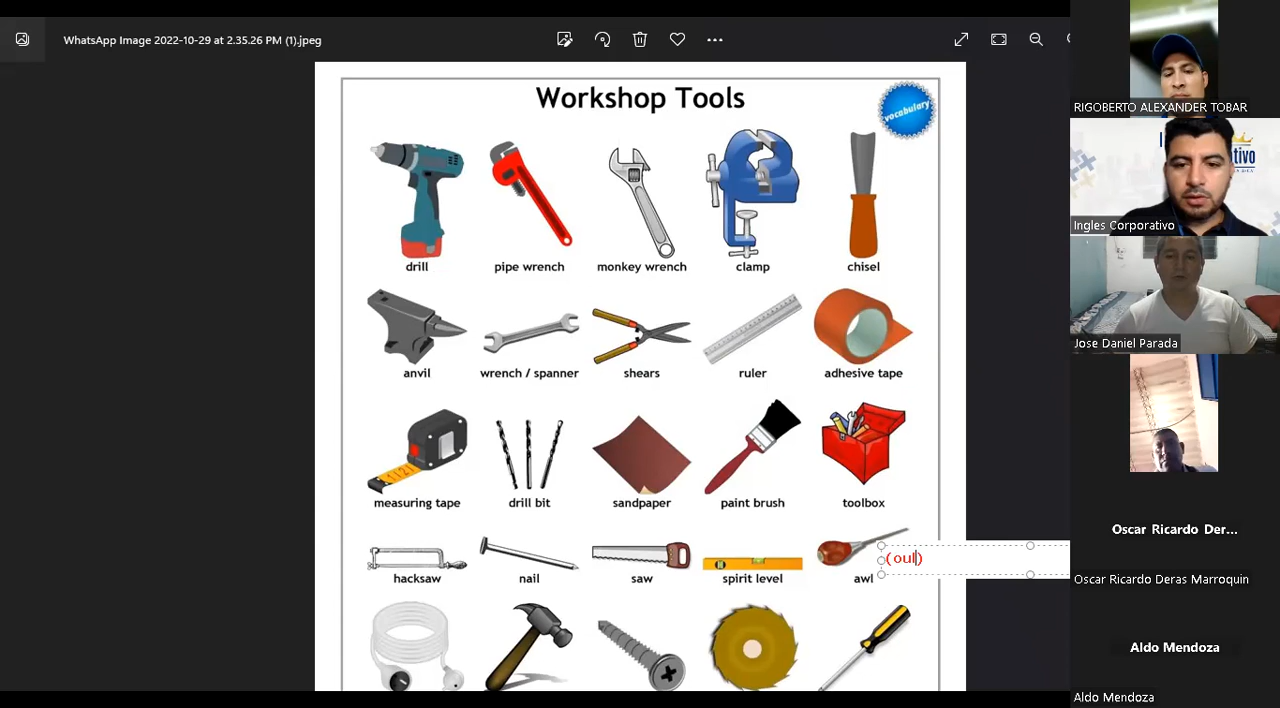 WhatsApp Image 2022-10-29 at 2.35.26 PM (1).jpeg
Workshop Tools
vocabulary
drill pipe wrench monkey wrench clamp chisel
anvil wrench / spanner shears ruler adhesive tape
measuring tape drill bit sandpaper paint brush toolbox
hacksaw nail saw spirit level awl
(oul)
RIGOBERTO ALEXANDER TOBAR
Ingles Corporativo
Jose Daniel Parada
Oscar Ricardo Der...
Oscar Ricardo Deras Marroquin
Aldo Mendoza
Aldo Mendoza